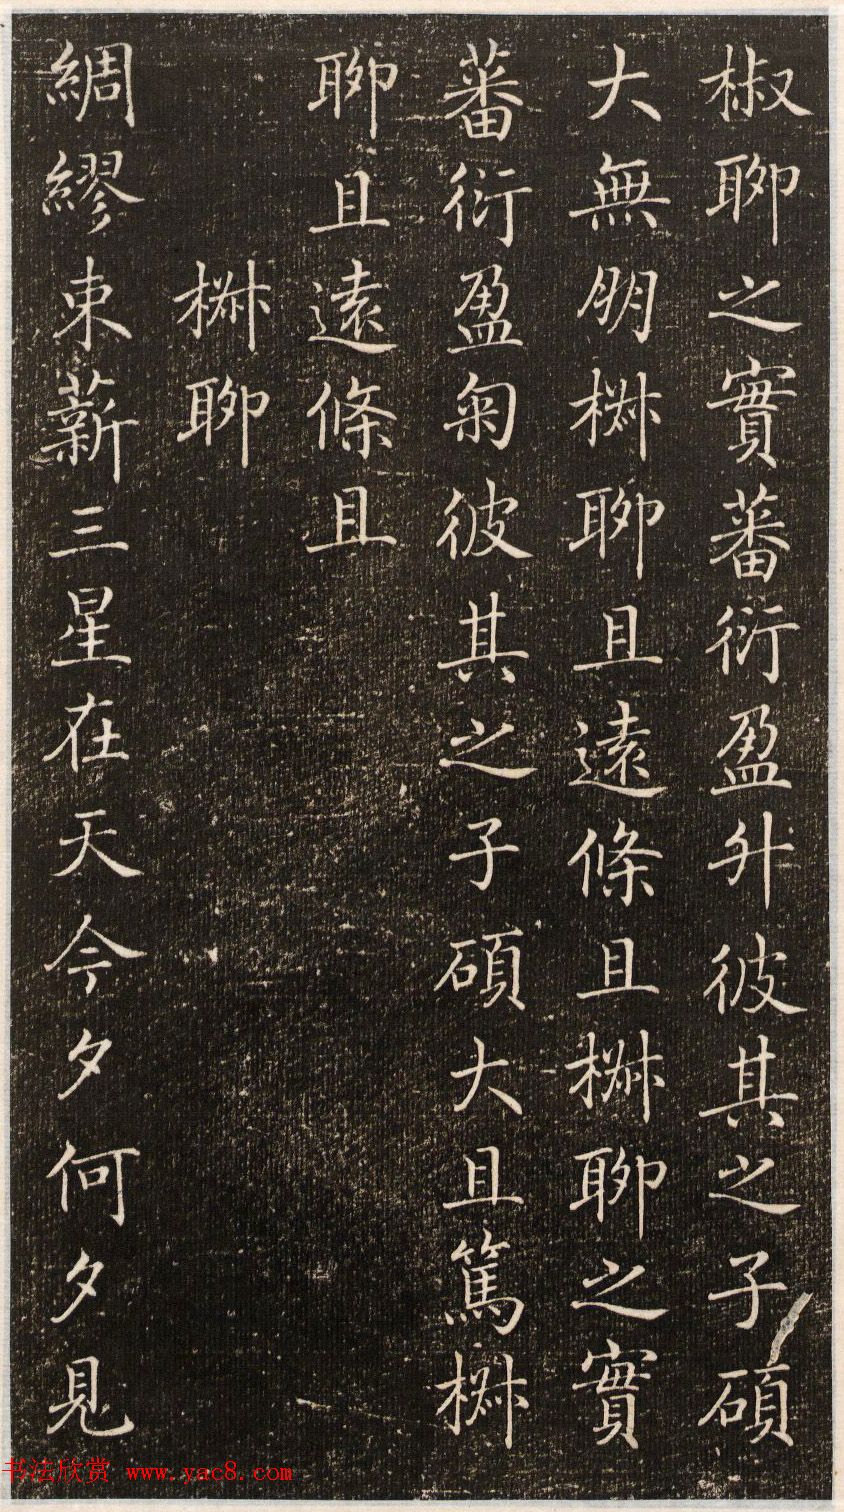 椒聊之實蕃衍盈升彼其之子碩
大無朋椒聊且遠條且椒聊之實
蕃衍盈匊彼其之子碩大且篤椒
聊且遠條且
椒聊
綢繆束薪三星在天今夕何夕見
书法欣赏 www.yac8.com